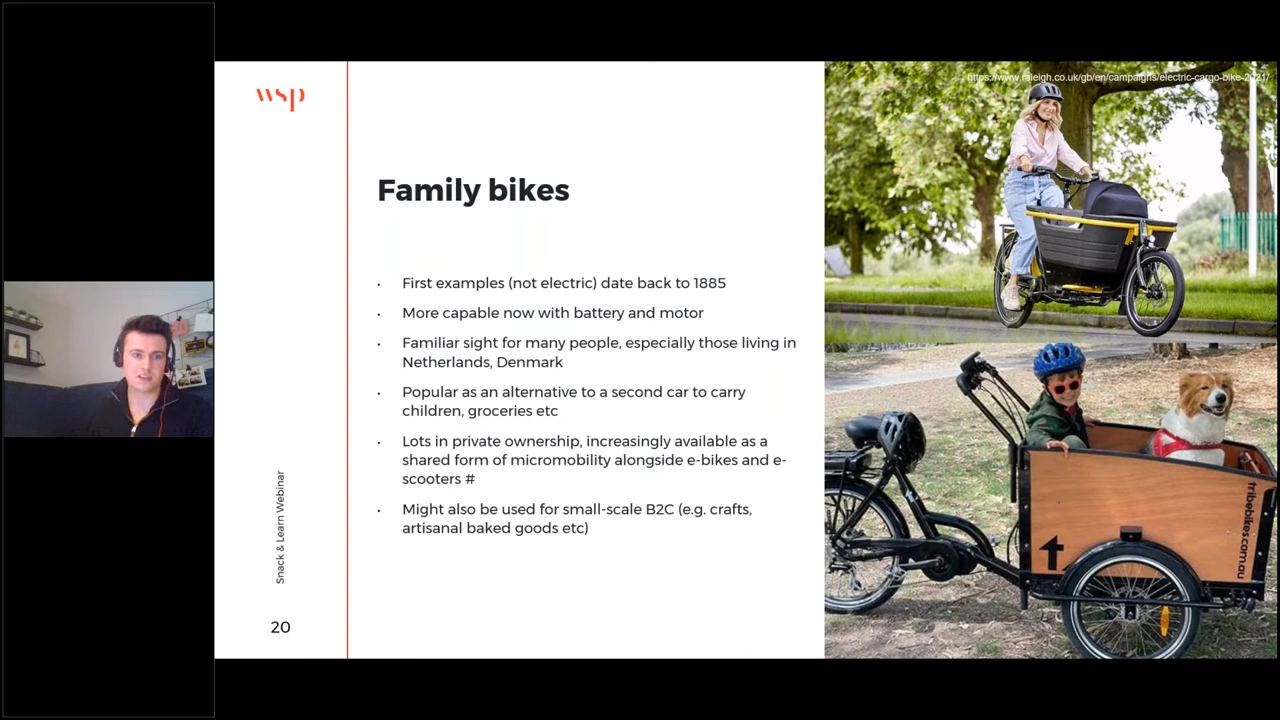 wsp
https://www.raleigh.co.uk/gb/en/campaigns/electric-cargo-bike-2021/
Family bikes
· First examples (not electric) date back to 1885
· More capable now with battery and motor
· Familiar sight for many people, especially those living in
Netherlands, Denmark
· Popular as an alternative to a second car to carry
children, groceries etc
· Lots in private ownership, increasingly available as a
shared form of micromobility alongside e-bikes and e-
scooters #
· Might also be used for small-scale B2C (e.g. crafts,
artisanal baked goods etc)
Snack & Learn Webinar
20
tribebikes.com.au